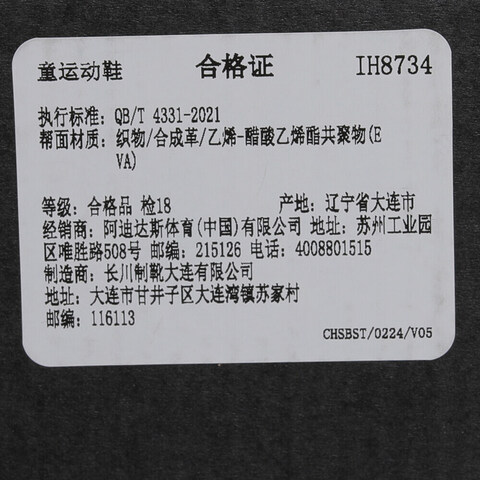 童运动鞋 合格证 IH8734
执行标准: QB/T 4331-2021
帮面材质: 织物/合成革/乙烯-醋酸乙烯酯共聚物(E
VA)
等级: 合格品 检18 产地: 辽宁省大连市
经销商: 阿迪达斯体育(中国)有限公司 地址: 苏州工业园
区唯胜路508号 邮编: 215126 电话: 4008801515
制造商: 长川制靴大连有限公司
地址: 大连市甘井子区大连湾镇苏家村
邮编: 116113
CHSBST/0224/V05